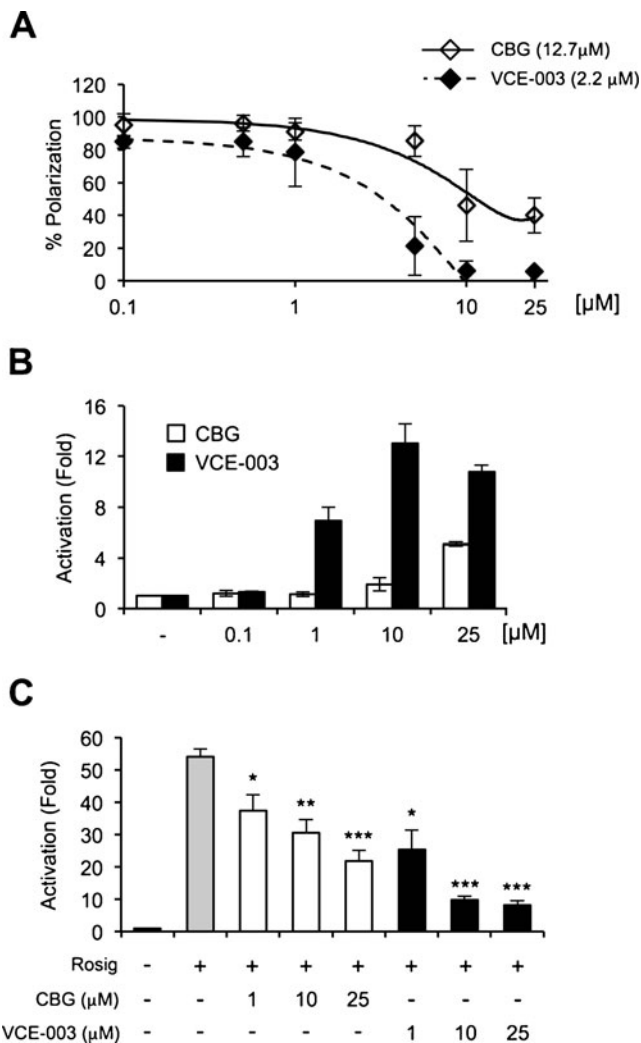 A
CBG (12.7µM)
VCE-003 (2.2 µM)
120
100
80
60
40
20
0
% Polarization
0.1 1 10 25 [µM]
B
16
12
8
4
0
Activation (Fold)
CBG
VCE-003
- 0.1 1 10 25 [µM]
C
60
50
40
30
20
10
0
Activation (Fold)
* ** *** * *** ***
Rosig - + + + + + + +
CBG (µM) - - 1 10 25 - - -
VCE-003 (µM) - - - - - 1 10 25